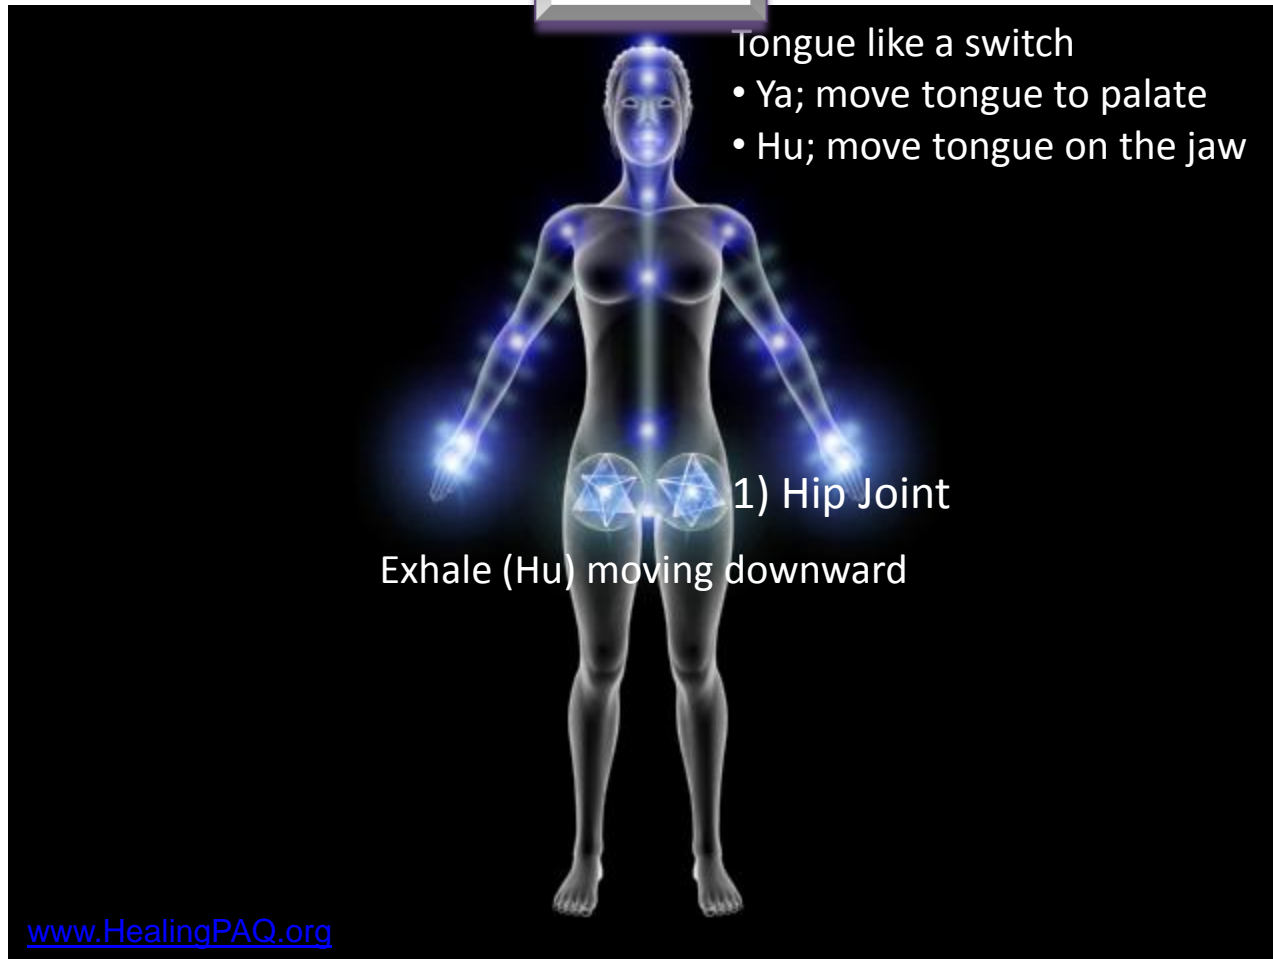 Tongue like a switch
• Ya; move tongue to palate
• Hu; move tongue on the jaw
1) Hip Joint
Exhale (Hu) moving downward
www.HealingPAQ.org